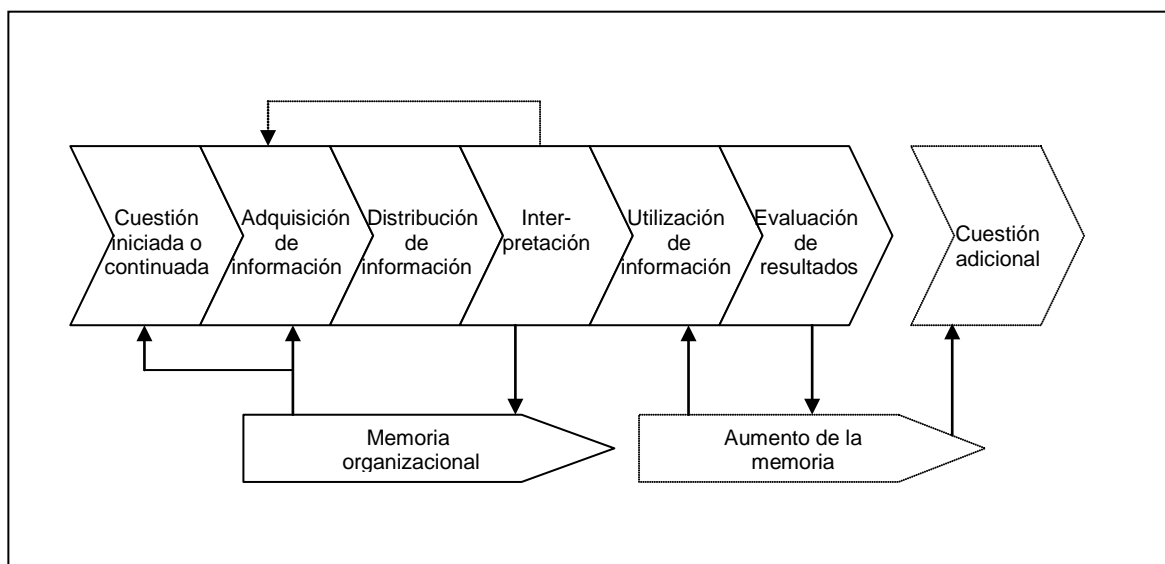 Cuestión
iniciada o
continuada
Adquisición
de
información
Distribución
de
información
Inter-
pretación
Utilización
de
información
Evaluación
de
resultados
Cuestión
adicional
Memoria
organizacional
Aumento de la
memoria